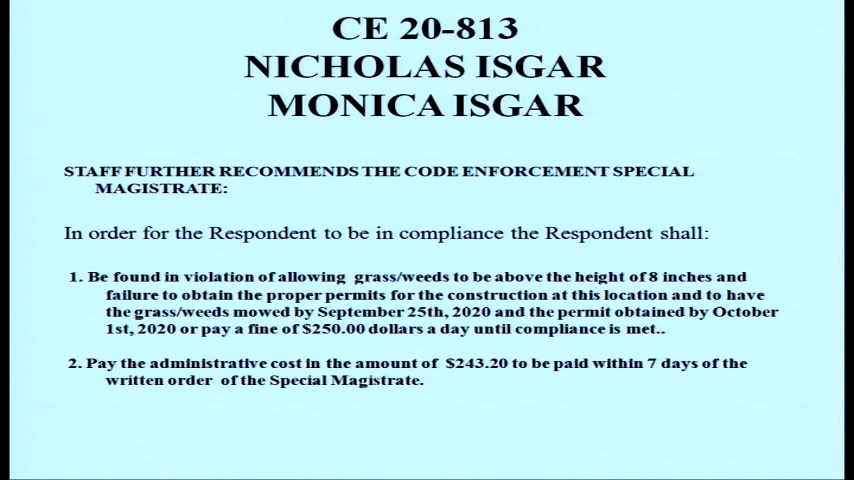 CE 20-813
NICHOLAS ISGAR
MONICA ISGAR
STAFF FURTHER RECOMMENDS THE CODE ENFORCEMENT SPECIAL
MAGISTRATE:
In order for the Respondent to be in compliance the Respondent shall:
1. Be found in violation of allowing grass/weeds to be above the height of 8 inches and
failure to obtain the proper permits for the construction at this location and to have
the grass/weeds mowed by September 25th, 2020 and the permit obtained by October
1st, 2020 or pay a fine of $250.00 dollars a day until compliance is met..
2. Pay the administrative cost in the amount of $243.20 to be paid within 7 days of the
written order of the Special Magistrate.